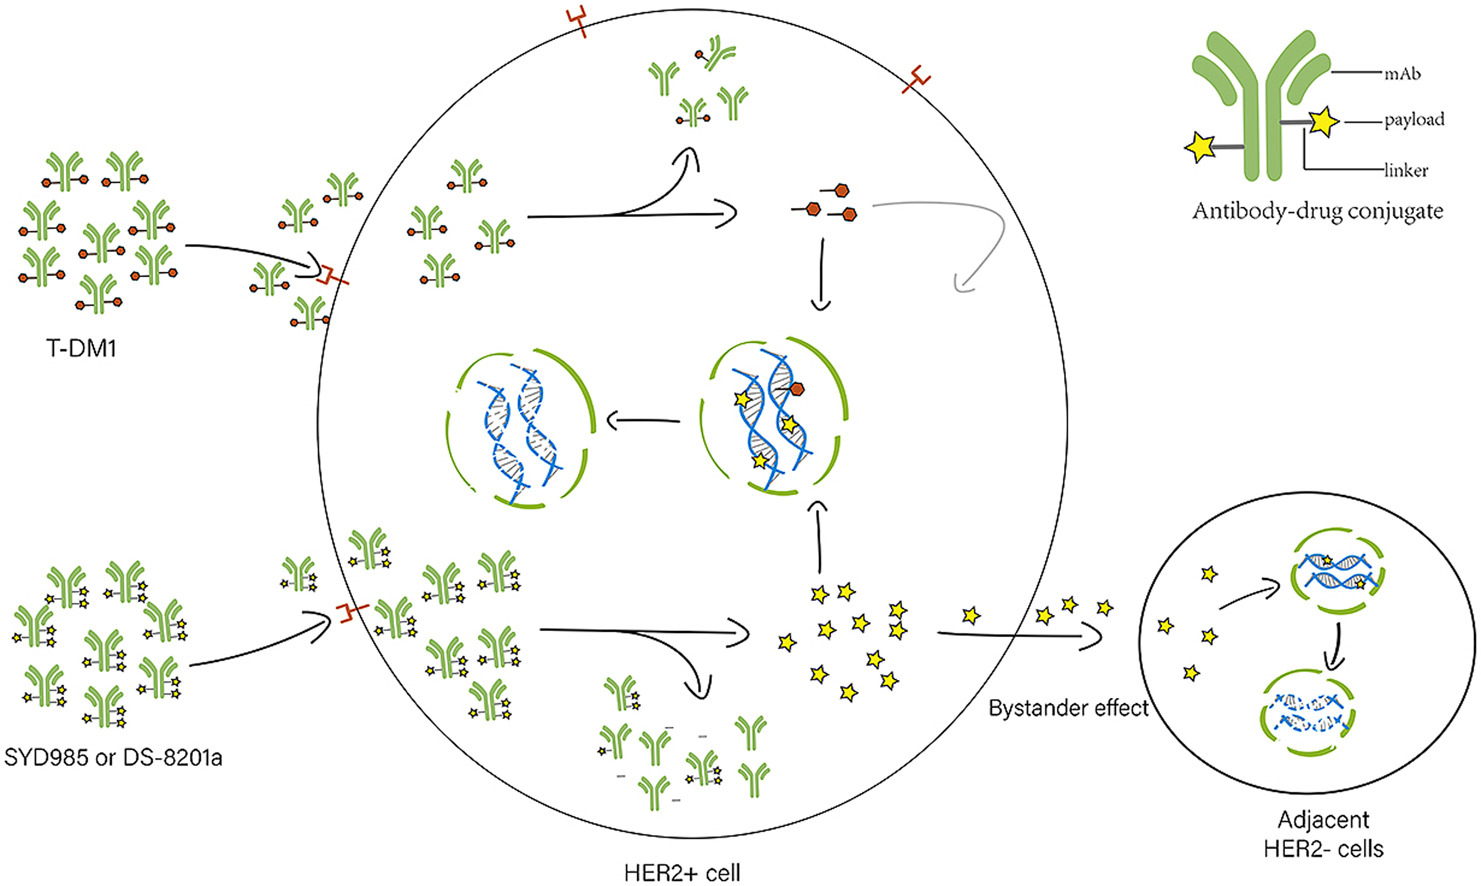 mAb
payload
linker
Antibody-drug conjugate
T-DM1
SYD985 or DS-8201a
Bystander effect
HER2+ cell
Adjacent
HER2- cells